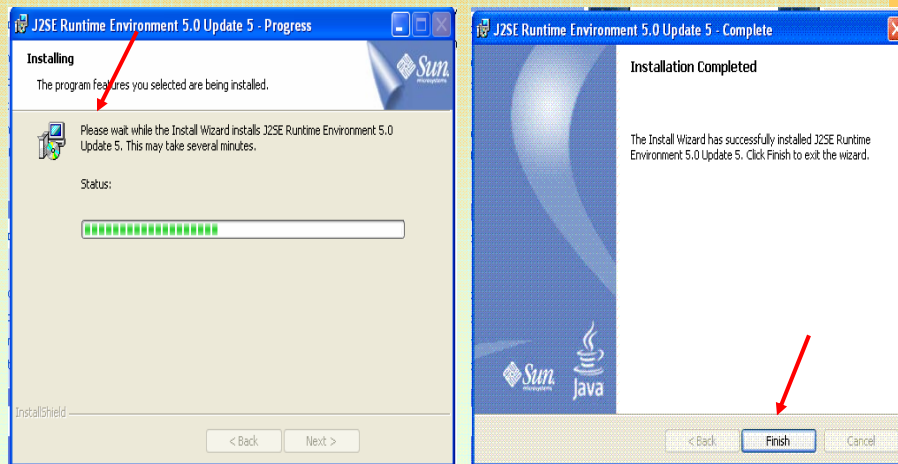 J2SE Runtime Environment 5.0 Update 5 - Progress
Installing
The program features you selected are being installed.
Sun
microsystems
Please wait while the Install Wizard installs J2SE Runtime Environment 5.0
Update 5. This may take several minutes.
Status:
InstallShield
< Back
Next >
J2SE Runtime Environment 5.0 Update 5 - Complete
Installation Completed
The Install Wizard has successfully installed J2SE Runtime
Environment 5.0 Update 5. Click Finish to exit the wizard.
Sun
microsystems
Java
< Back
Finish
Cancel